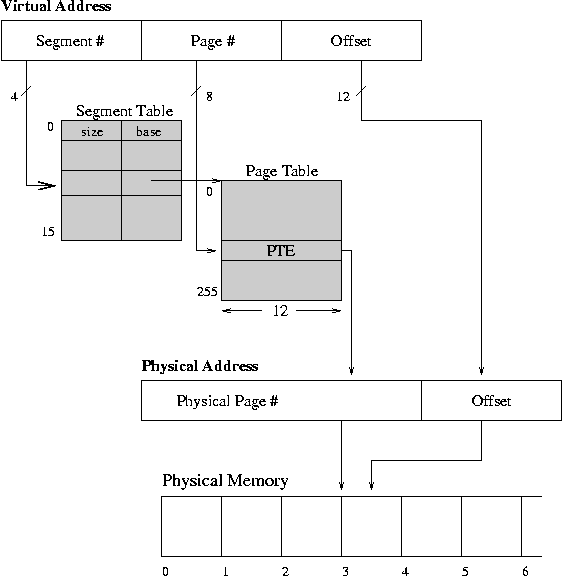 Virtual Address
Segment # Page # Offset
4 8 12
Segment Table
0 size base
15
Page Table
0
PTE
255
12
Physical Address
Physical Page # Offset
Physical Memory
0 1 2 3 4 5 6